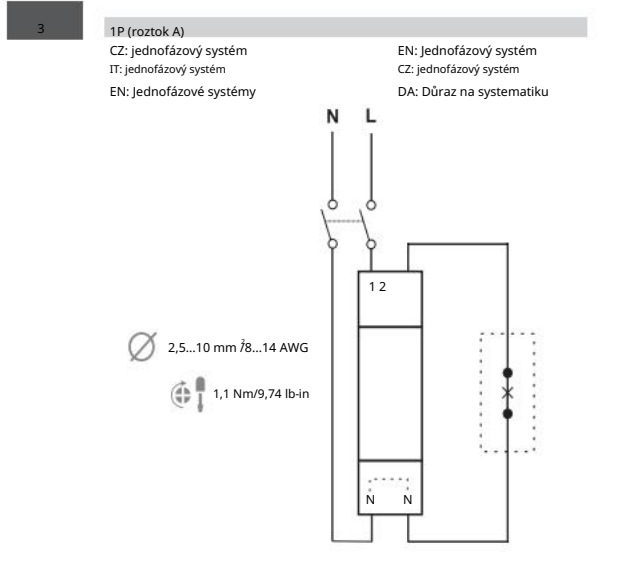 3
1P (roztok A)
CZ: jednofázový systém
EN: Jednofázový systém
IT: jednofázový systém
CZ: jednofázový systém
EN: Jednofázové systémy
DA: Důraz na systematiku
N L
1 2
2,5...10 mm ²/8...14 AWG
1,1 Nm/9,74 lb-in
N N